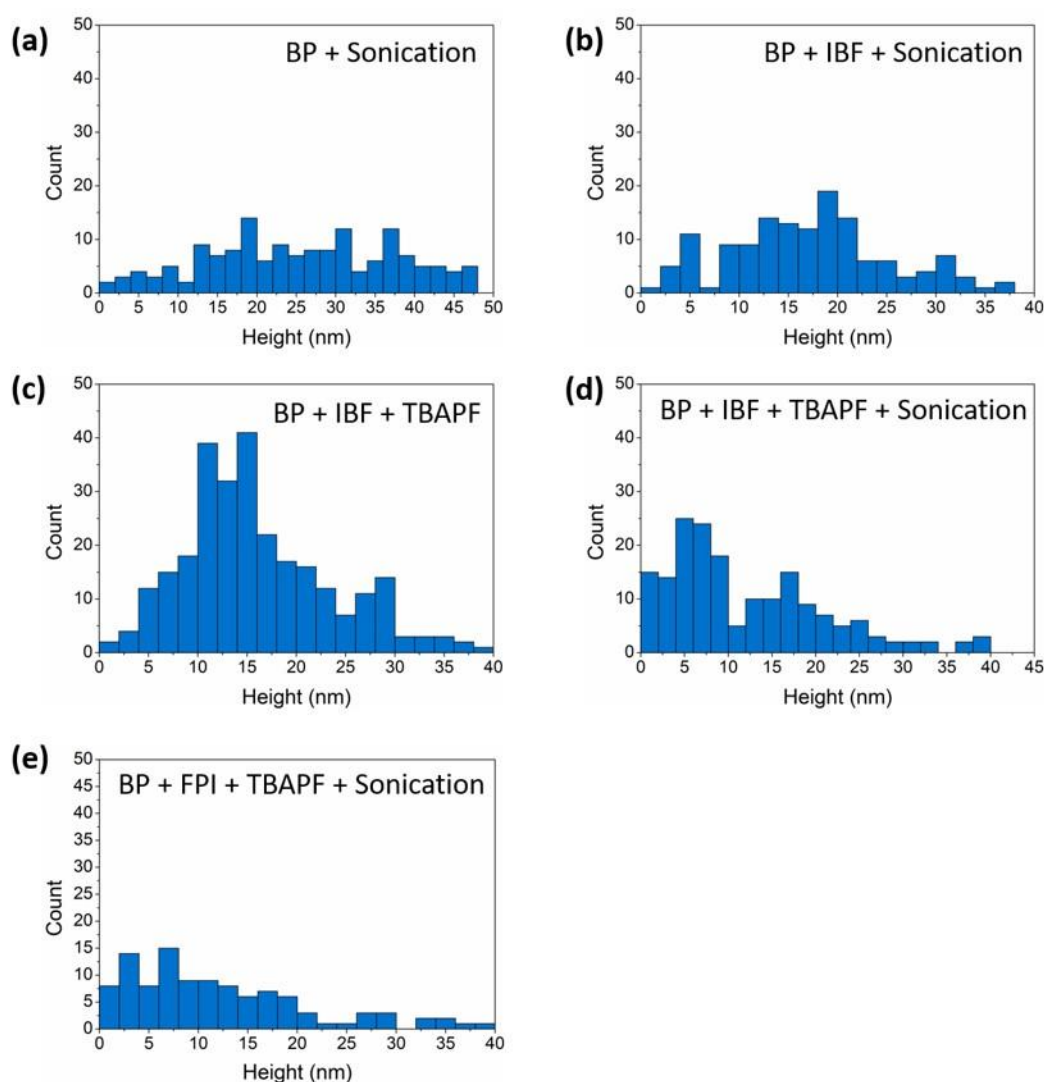 (a)
BP + Sonication
50
40
30
20
10
0
Count
0 5 10 15 20 25 30 35 40 45 50
Height (nm)
(b)
BP + IBF + Sonication
50
40
30
20
10
0
Count
0 5 10 15 20 25 30 35 40
Height (nm)
(c)
BP + IBF + TBAPF
50
40
30
20
10
0
Count
0 5 10 15 20 25 30 35 40
Height (nm)
(d)
BP + IBF + TBAPF + Sonication
50
40
30
20
10
0
Count
0 5 10 15 20 25 30 35 40 45
Height (nm)
(e)
BP + FPI + TBAPF + Sonication
50
45
40
35
30
25
20
15
10
5
0
Count
0 5 10 15 20 25 30 35 40
Height (nm)